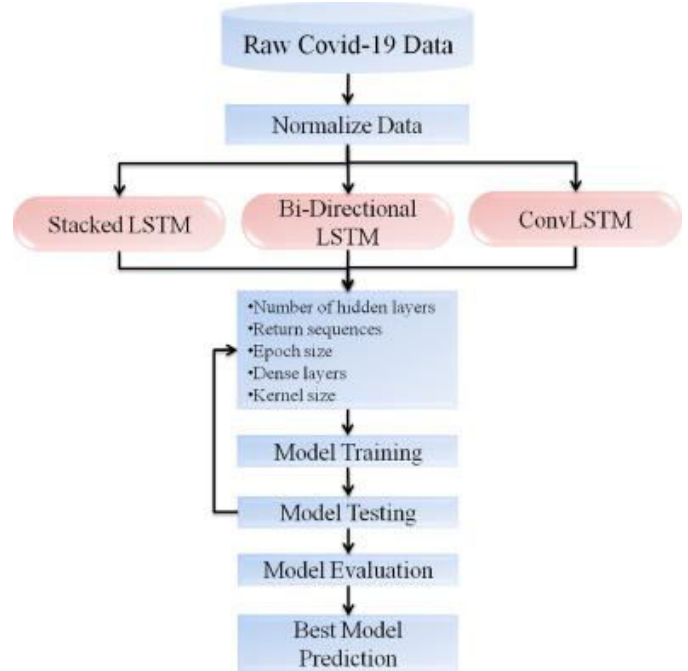 Raw Covid-19 Data
Normalize Data
Stacked LSTM
Bi-Directional
LSTM
ConvLSTM
•Number of hidden layers
•Return sequences
•Epoch size
•Dense layers
•Kernel size
Model Training
Model Testing
Model Evaluation
Best Model
Prediction